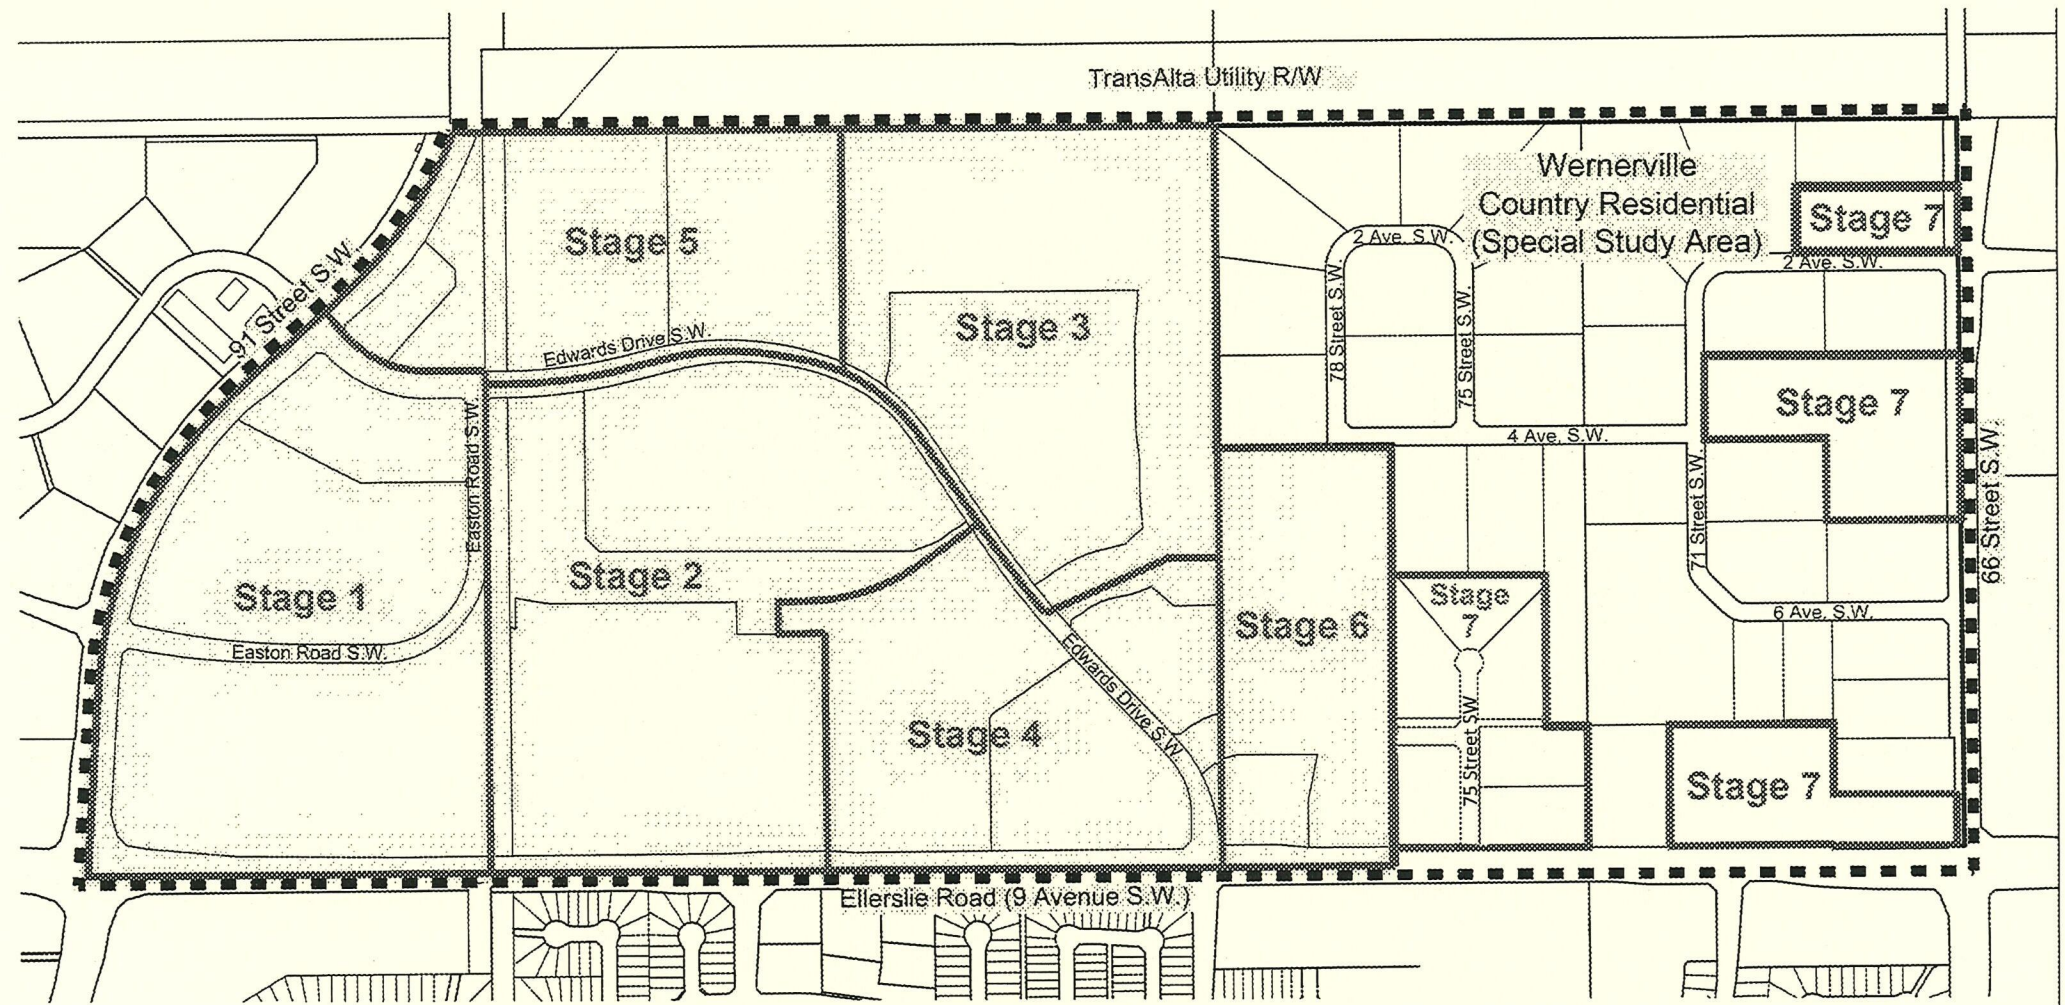 TransAlta Utility R/W
Wernerville
Country Residential
(Special Study Area)
Stage 7
2 Ave. S.W.
2 Ave. S.W.
Stage 5
91 Street S.W.
Stage 3
Edwards Drive S.W.
78 Street S.W.
75 Street S.W.
Stage 7
4 Ave. S.W.
Easton Road S.W.
71 Street S.W.
66 Street S.W.
Stage 1
Stage 2
Stage
7
Stage 6
6 Ave. S.W.
Easton Road S.W.
Edwards Drive S.W.
Stage 4
75 Street SW
Stage 7
Ellerslie Road (9 Avenue S.W.)